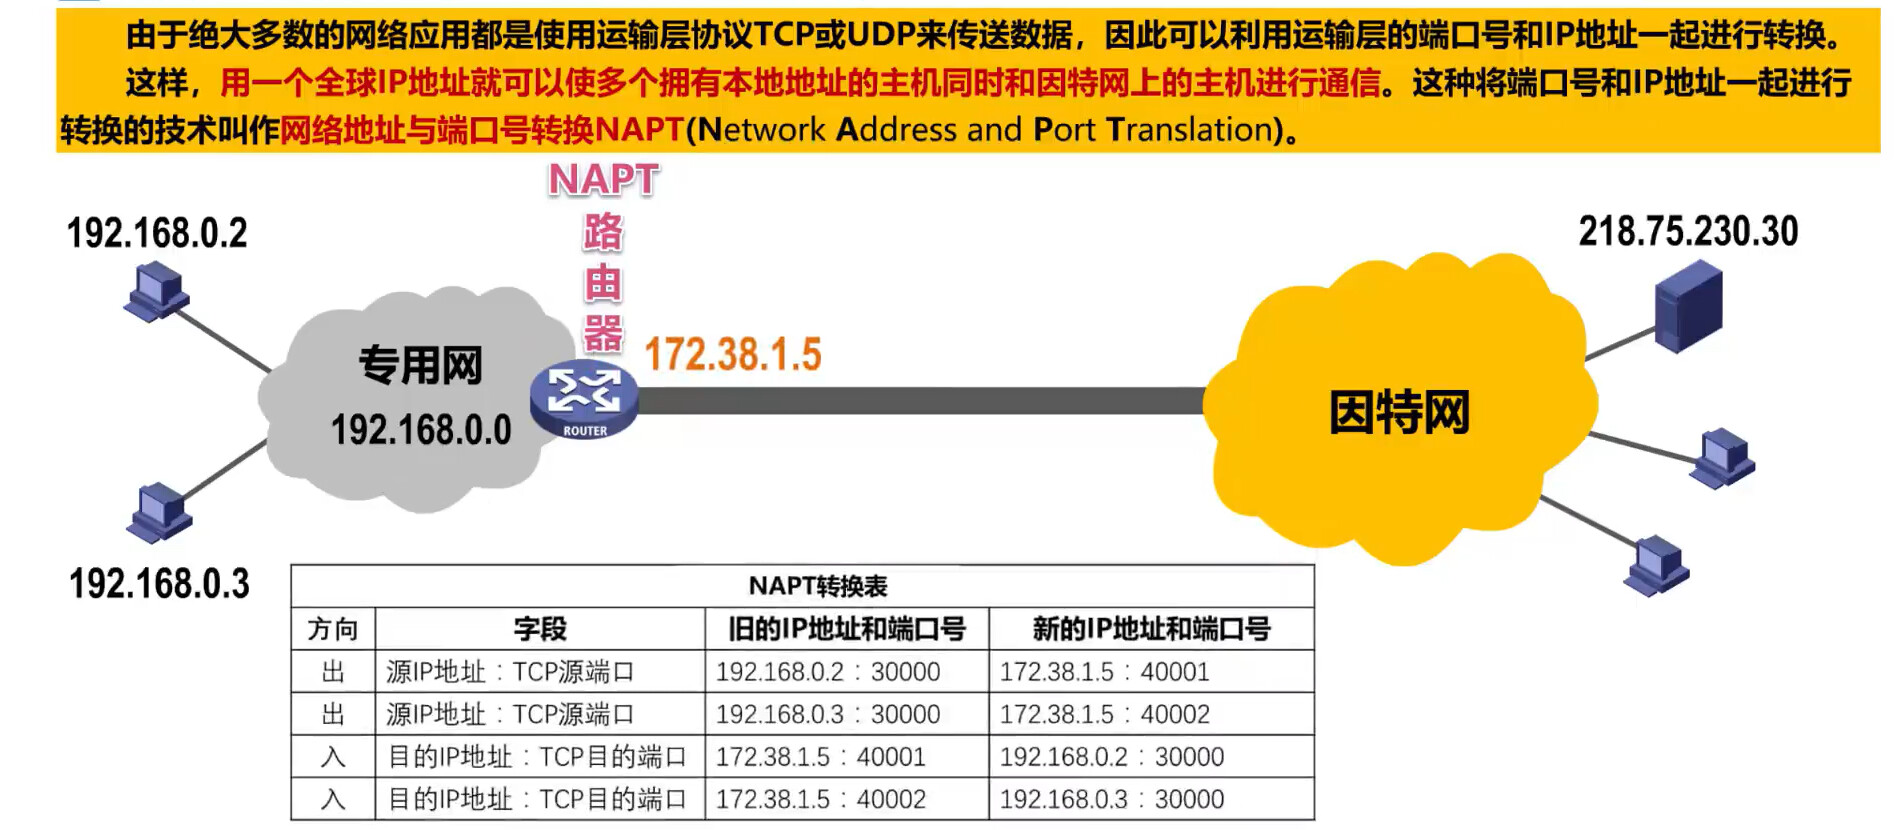 由于绝大多数的网络应用都是使用运输层协议TCP或UDP来传送数据，因此可以利用运输层的端口号和IP地址一起进行转换。
这样，用一个全球IP地址就可以使多个拥有本地地址的主机同时和因特网上的主机进行通信。这种将端口号和IP地址一起进行
转换的技术叫作网络地址与端口号转换NAPT(Network Address and Port Translation)。
NAPT
路
由
器
192.168.0.2
218.75.230.30
172.38.1.5
专用网
192.168.0.0
ROUTER
因特网
192.168.0.3
NAPT转换表
方向 字段 旧的IP地址和端口号 新的IP地址和端口号
出 源IP地址：TCP源端口 192.168.0.2：30000 172.38.1.5：40001
出 源IP地址：TCP源端口 192.168.0.3：30000 172.38.1.5：40002
入 目的IP地址：TCP目的端口 172.38.1.5：40001 192.168.0.2：30000
入 目的IP地址：TCP目的端口 172.38.1.5：40002 192.168.0.3：30000